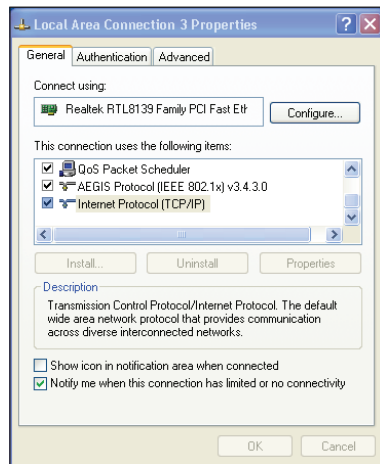 Local Area Connection 3 Properties
General Authentication Advanced
Connect using:
Realtek RTL8139 Family PCI Fast Eth
Configure...
This connection uses the following items:
QoS Packet Scheduler
AEGIS Protocol (IEEE 802.1x) v3.4.3.0
Internet Protocol (TCP/IP)
Install... Uninstall Properties
Description
Transmission Control Protocol/Internet Protocol. The default
wide area network protocol that provides communication
across diverse interconnected networks.
Show icon in notification area when connected
Notify me when this connection has limited or no connectivity
OK Cancel